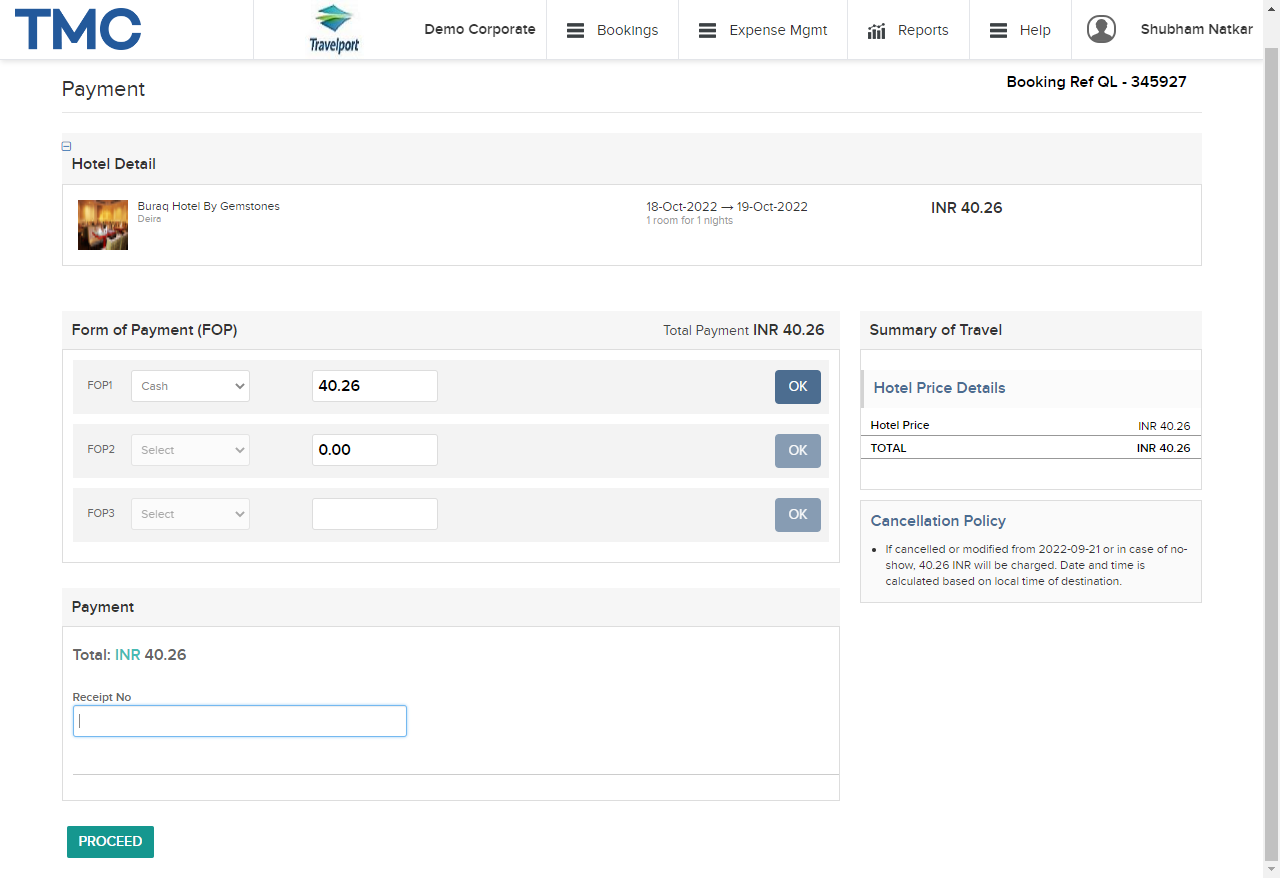 TMC
Travelport
Demo Corporate
Bookings
Expense Mgmt
Reports
Help
Shubham Natkar
Payment
Booking Ref QL - 345927
Hotel Detail
Buraq Hotel By Gemstones
Deira
18-Oct-2022 → 19-Oct-2022
1 room for 1 nights
INR 40.26
Form of Payment (FOP)
Total Payment INR 40.26
FOP1 Cash 40.26 OK
FOP2 Select 0.00 OK
FOP3 Select OK
Payment
Total: INR 40.26
Receipt No
PROCEED
Summary of Travel
Hotel Price Details
Hotel Price INR 40.26
TOTAL INR 40.26
Cancellation Policy
If cancelled or modified from 2022-09-21 or in case of no-
show, 40.26 INR will be charged. Date and time is
calculated based on local time of destination.